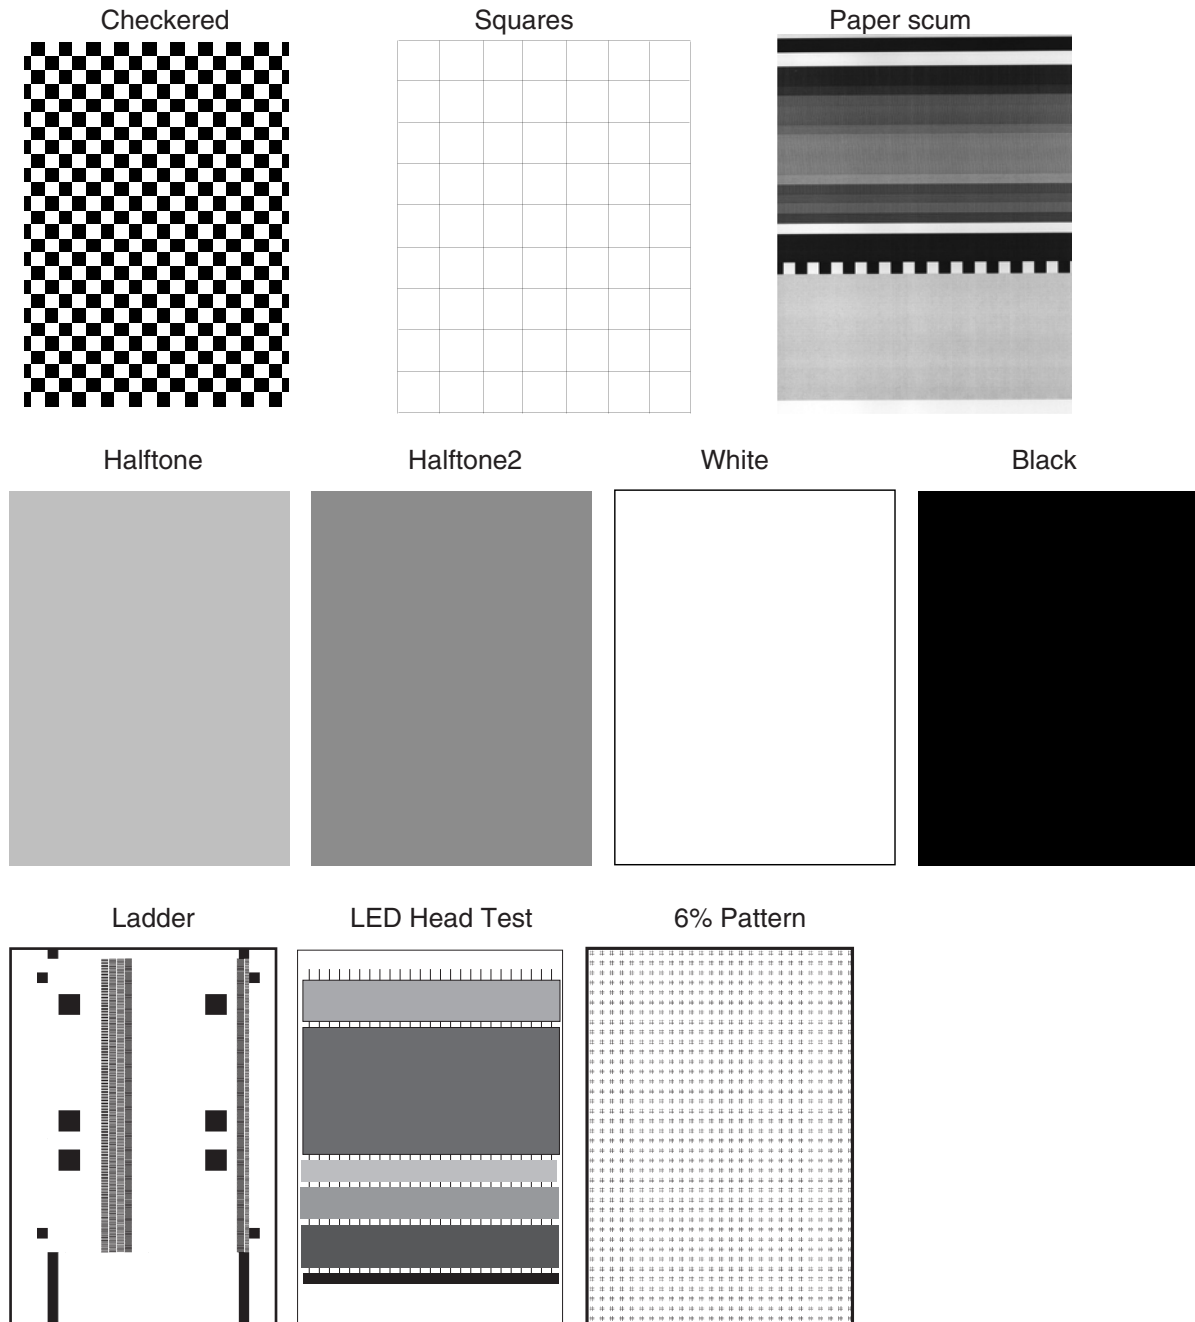 Checkered Squares Paper scum
Halftone Halftone2 White Black
Ladder LED Head Test 6% Pattern